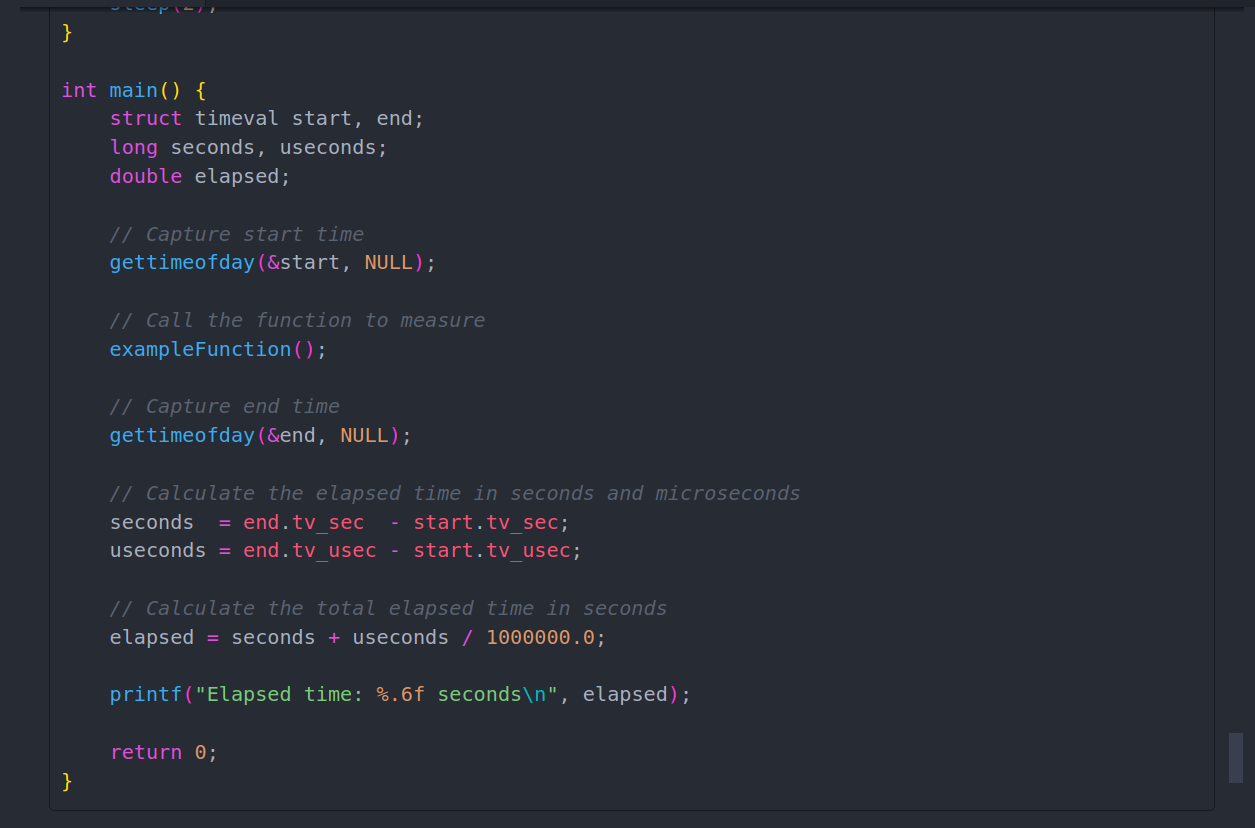 sleep(2);
}

int main() {
    struct timeval start, end;
    long seconds, useconds;
    double elapsed;

    // Capture start time
    gettimeofday(&start, NULL);

    // Call the function to measure
    exampleFunction();

    // Capture end time
    gettimeofday(&end, NULL);

    // Calculate the elapsed time in seconds and microseconds
    seconds  = end.tv_sec  - start.tv_sec;
    useconds = end.tv_usec - start.tv_usec;

    // Calculate the total elapsed time in seconds
    elapsed = seconds + useconds / 1000000.0;

    printf("Elapsed time: %.6f seconds\n", elapsed);

    return 0;
}